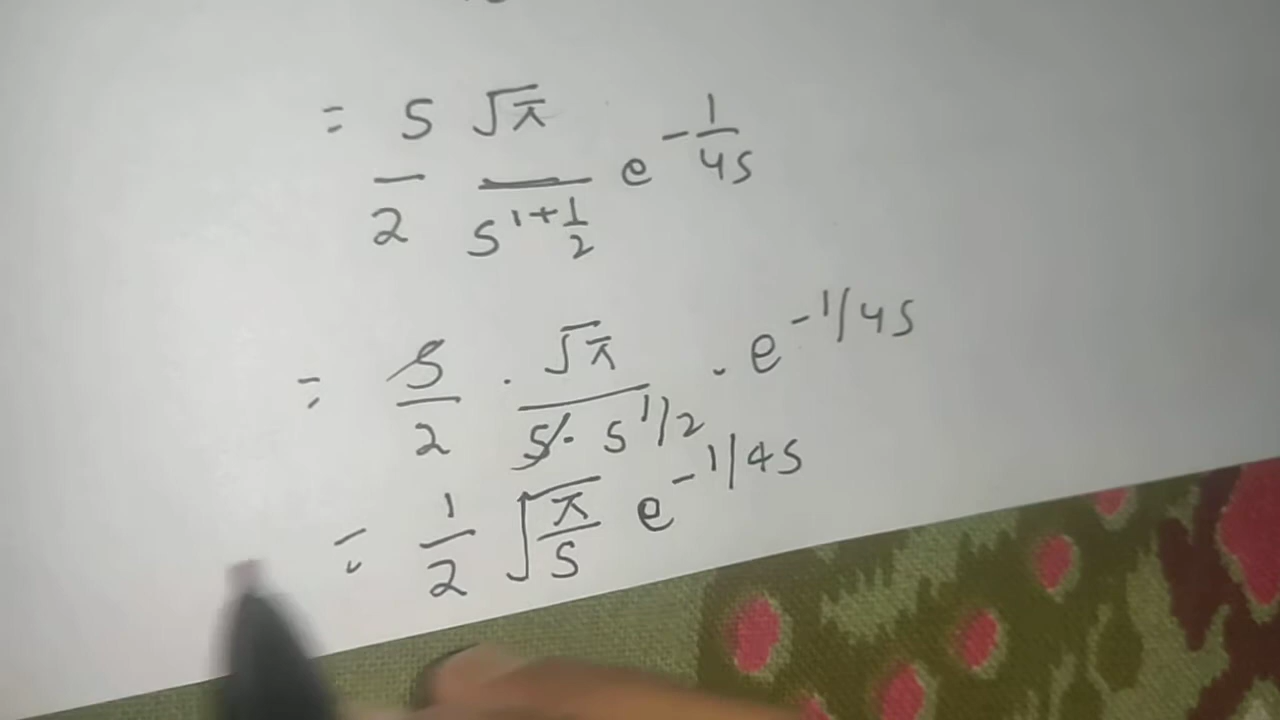 = s/2 √π/s^(1+1/2) e^(-1/4s)
= s/2 . √π/(s. s^(1/2)) . e^(-1/4s)
= 1/2 √(π/s) e^(-1/4s)